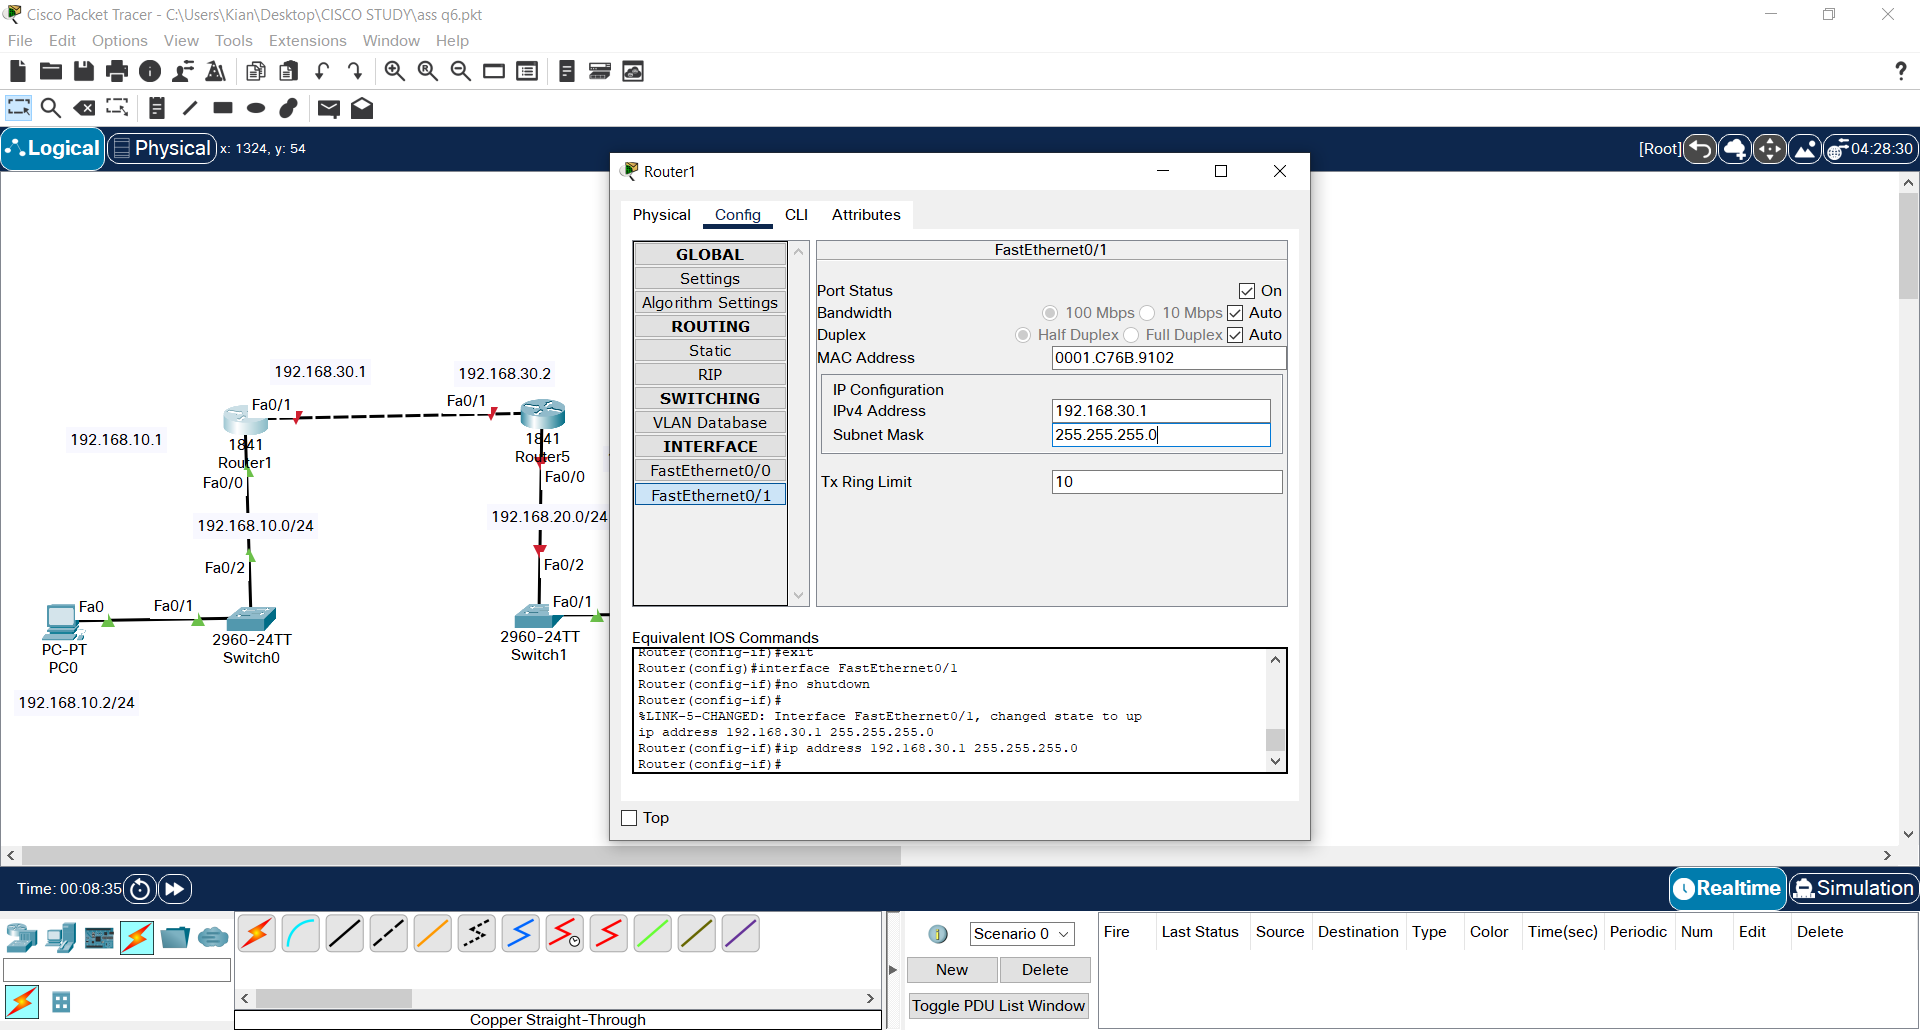 Cisco Packet Tracer - C:\Users\Kian\Desktop\CISCO STUDY\ass q6.pkt
File Edit Options View Tools Extensions Window Help
?
Logical Physical x: 1324, y: 54 [Root] 04:28:30
Router1
Physical Config CLI Attributes
GLOBAL
Settings
Algorithm Settings
ROUTING
Static
RIP
SWITCHING
VLAN Database
INTERFACE
FastEthernet0/0
FastEthernet0/1
FastEthernet0/1
Port Status On
Bandwidth 100 Mbps 10 Mbps Auto
Duplex Half Duplex Full Duplex Auto
MAC Address 0001.C76B.9102
IP Configuration
IPv4 Address 192.168.30.1
Subnet Mask 255.255.255.0
Tx Ring Limit 10
Equivalent IOS Commands
Router(config-if)#exit
Router(config)#interface FastEthernet0/1
Router(config-if)#no shutdown
Router(config-if)#
%LINK-5-CHANGED: Interface FastEthernet0/1, changed state to up
ip address 192.168.30.1 255.255.255.0
Router(config-if)#ip address 192.168.30.1 255.255.255.0
Router(config-if)#
Top
192.168.30.1
192.168.30.2
Fa0/1
Fa0/1
192.168.10.1
1841
Router1
1841
Router5
Fa0/0
Fa0/0
192.168.10.0/24
192.168.20.0/24
Fa0/2
Fa0/2
Fa0
Fa0/1
Fa0/1
PC-PT
PC0
2960-24TT
Switch0
2960-24TT
Switch1
192.168.10.2/24
Time: 00:08:35 Realtime Simulation
Scenario 0
New Delete
Toggle PDU List Window
Fire Last Status Source Destination Type Color Time(sec) Periodic Num Edit Delete
Copper Straight-Through